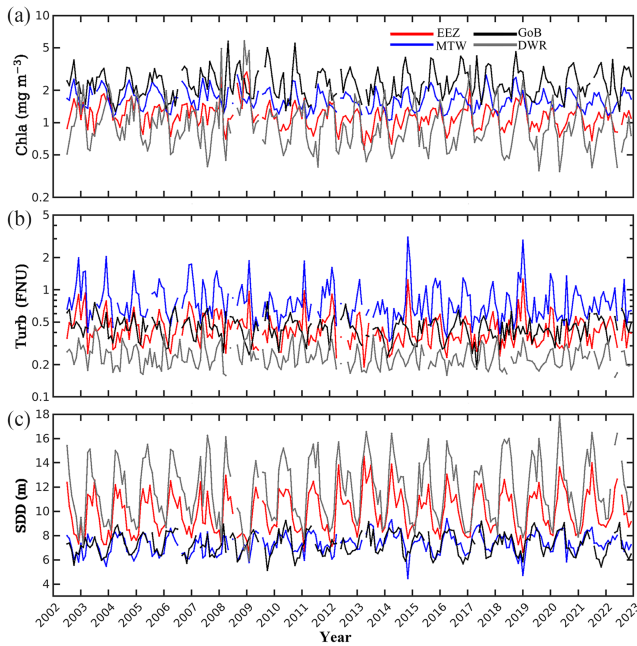 (a)
10
5
2
1
0.5
0.2
Chla (mg m⁻³)
EEZ
GoB
MTW
DWR
(b)
5
2
1
0.5
0.2
0.1
Turb (FNU)
(c)
18
16
14
12
10
8
6
4
SDD (m)
2002 2003 2004 2005 2006 2007 2008 2009 2010 2011 2012 2013 2014 2015 2016 2017 2018 2019 2020 2021 2022 2023
Year